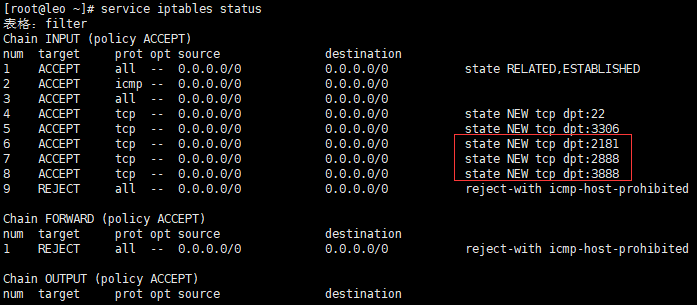 [root@leo ~]# service iptables status
表格：filter
Chain INPUT (policy ACCEPT)
num  target     prot opt source               destination
1    ACCEPT     all  --  0.0.0.0/0            0.0.0.0/0           state RELATED,ESTABLISHED
2    ACCEPT     icmp --  0.0.0.0/0            0.0.0.0/0
3    ACCEPT     all  --  0.0.0.0/0            0.0.0.0/0
4    ACCEPT     tcp  --  0.0.0.0/0            0.0.0.0/0           state NEW tcp dpt:22
5    ACCEPT     tcp  --  0.0.0.0/0            0.0.0.0/0           state NEW tcp dpt:3306
6    ACCEPT     tcp  --  0.0.0.0/0            0.0.0.0/0           state NEW tcp dpt:2181
7    ACCEPT     tcp  --  0.0.0.0/0            0.0.0.0/0           state NEW tcp dpt:2888
8    ACCEPT     tcp  --  0.0.0.0/0            0.0.0.0/0           state NEW tcp dpt:3888
9    REJECT     all  --  0.0.0.0/0            0.0.0.0/0           reject-with icmp-host-prohibited
Chain FORWARD (policy ACCEPT)
num  target     prot opt source               destination
1    REJECT     all  --  0.0.0.0/0            0.0.0.0/0           reject-with icmp-host-prohibited
Chain OUTPUT (policy ACCEPT)
num  target     prot opt source               destination